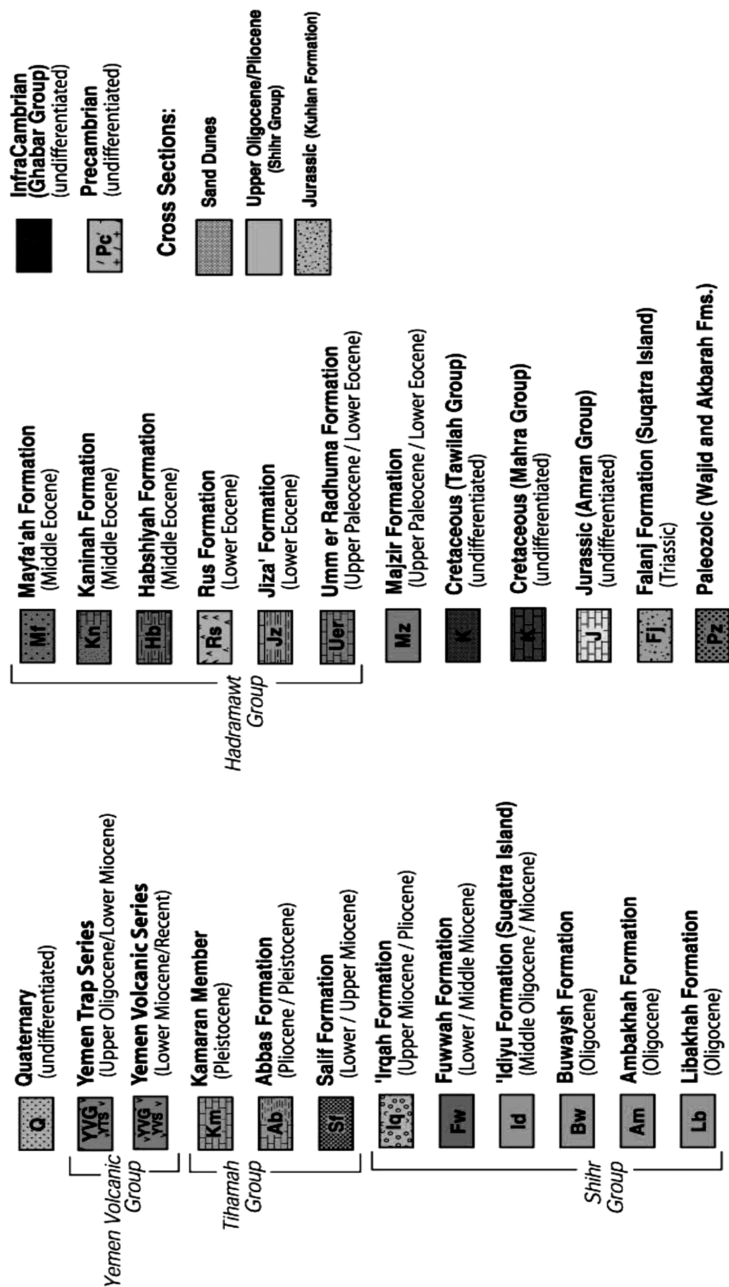 Q
Quaternary
(undifferentiated)
Yemen Volcanic
Group
YVG
YTS
Yemen Trap Series
(Upper Oligocene/Lower Miocene)
YVG
YVS
Yemen Volcanic Series
(Lower Miocene/Recent)
Tihamah
Group
Km
Kamaran Member
(Pleistocene)
Ab
Abbas Formation
(Pliocene / Pleistocene)
Sf
Salif Formation
(Lower / Upper Miocene)
Shihr
Group
Iq
'Irqah Formation
(Upper Miocene / Pliocene)
Fw
Fuwwah Formation
(Lower / Middle Miocene)
Id
'Idiyu Formation (Suqatra Island)
(Middle Oligocene / Miocene)
Bw
Buwaysh Formation
(Oligocene)
Am
Ambakhah Formation
(Oligocene)
Lb
Libakhah Formation
(Oligocene)
Hadramawt
Group
Mf
Mayfa'ah Formation
(Middle Eocene)
Kn
Kaninah Formation
(Middle Eocene)
Hb
Habshiyah Formation
(Middle Eocene)
Rs
Rus Formation
(Lower Eocene)
Jz
Jiza' Formation
(Lower Eocene)
Uer
Umm er Radhuma Formation
(Upper Paleocene / Lower Eocene)
Mz
Majzir Formation
(Upper Paleocene / Lower Eocene)
K
Cretaceous (Tawilah Group)
(undifferentiated)
K
Cretaceous (Mahra Group)
(undifferentiated)
J
Jurassic (Amran Group)
(undifferentiated)
Fj
Falanj Formation (Suqatra Island)
(Triassic)
Pz
Paleozoic (Wajid and Akbarah Fms.)
InfraCambrian
(Ghabar Group)
(undifferentiated)
Pc
Precambrian
(undifferentiated)
Cross Sections:
Sand Dunes
Upper Oligocene/Pliocene
(Shihr Group)
Jurassic (Kuhlan Formation)